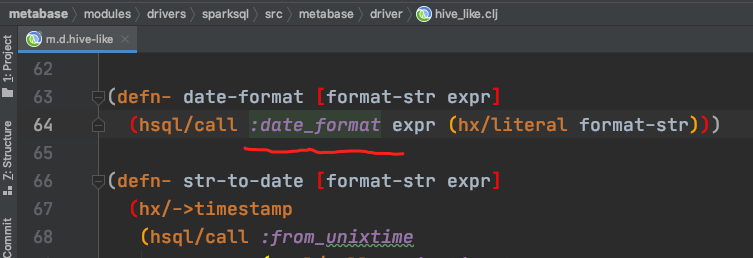 metabase › modules › drivers › sparksql › src › metabase › driver › hive_like.clj
1: Project
m.d.hive-like ×
62
63 (defn- date-format [format-str expr]
64 (hsql/call :date_format expr (hx/literal format-str)))
65
66 (defn- str-to-date [format-str expr]
67 (hx/->timestamp
68 (hsql/call :from_unixtime
Z: Structure
Commit